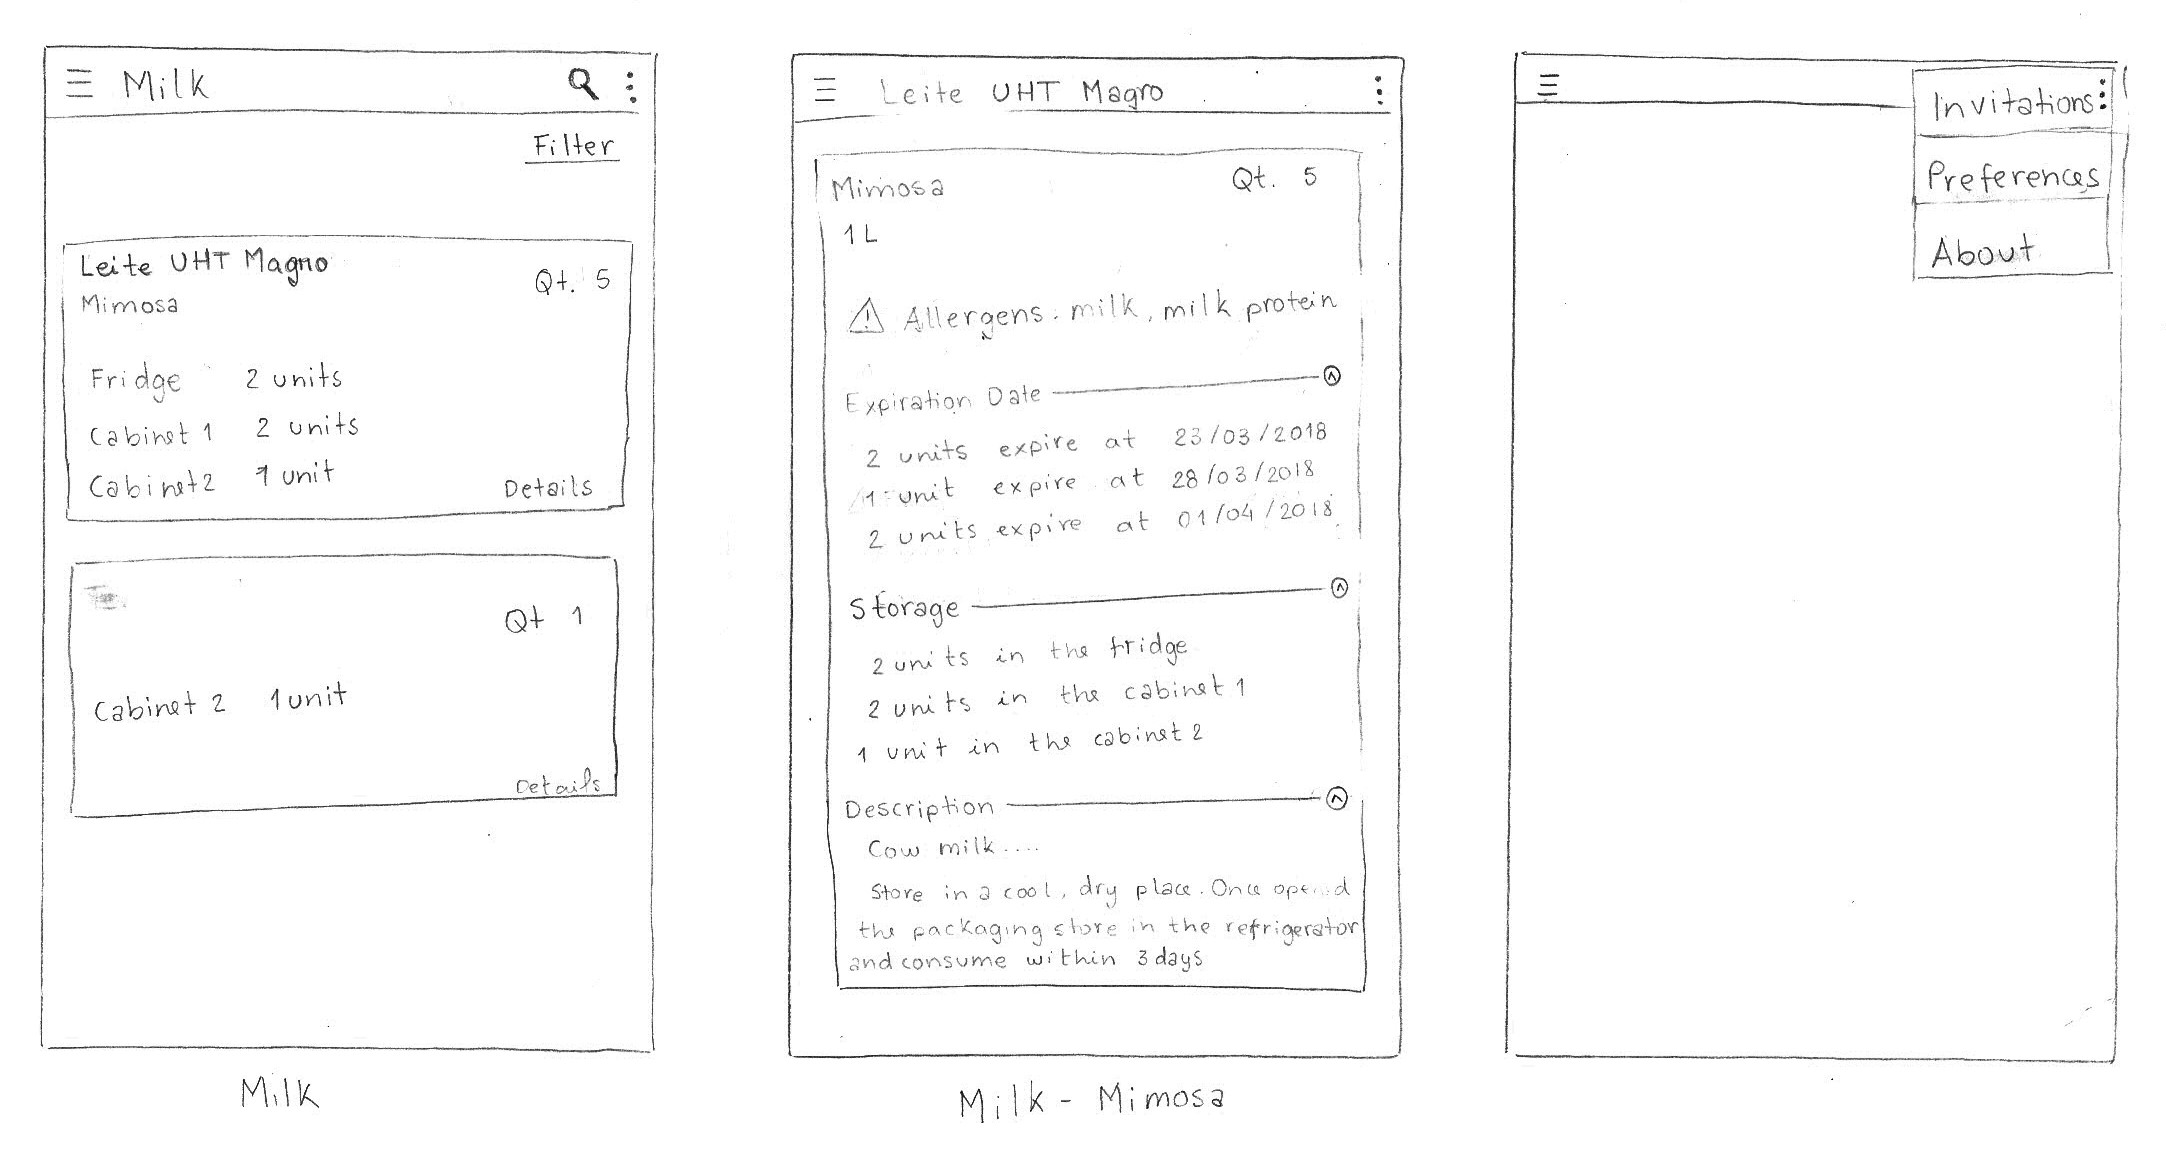 Milk
Filter
Leite UHT Magro
Qt. 5
Mimosa
Fridge 2 units
Cabinet 1 2 units
Cabinet 2 1 unit
Details
Qt 1
Cabinet 2 1 unit
Details
Milk
Leite UHT Magro
Mimosa Qt. 5
1 L
Allergens: milk, milk protein
Expiration Date
2 units expire at 23/03/2018
1 unit expire at 28/03/2018
2 units expire at 01/04/2018
Storage
2 units in the fridge
2 units in the cabinet 1
1 unit in the cabinet 2
Description
Cow milk....
Store in a cool, dry place. Once opened
the packaging store in the refrigerator
and consume within 3 days
Milk - Mimosa
Invitations
Preferences
About